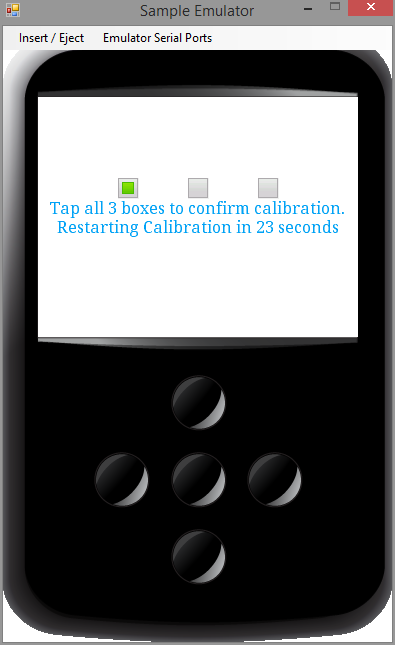 Sample Emulator
Insert / Eject Emulator Serial Ports
Tap all 3 boxes to confirm calibration.
Restarting Calibration in 23 seconds